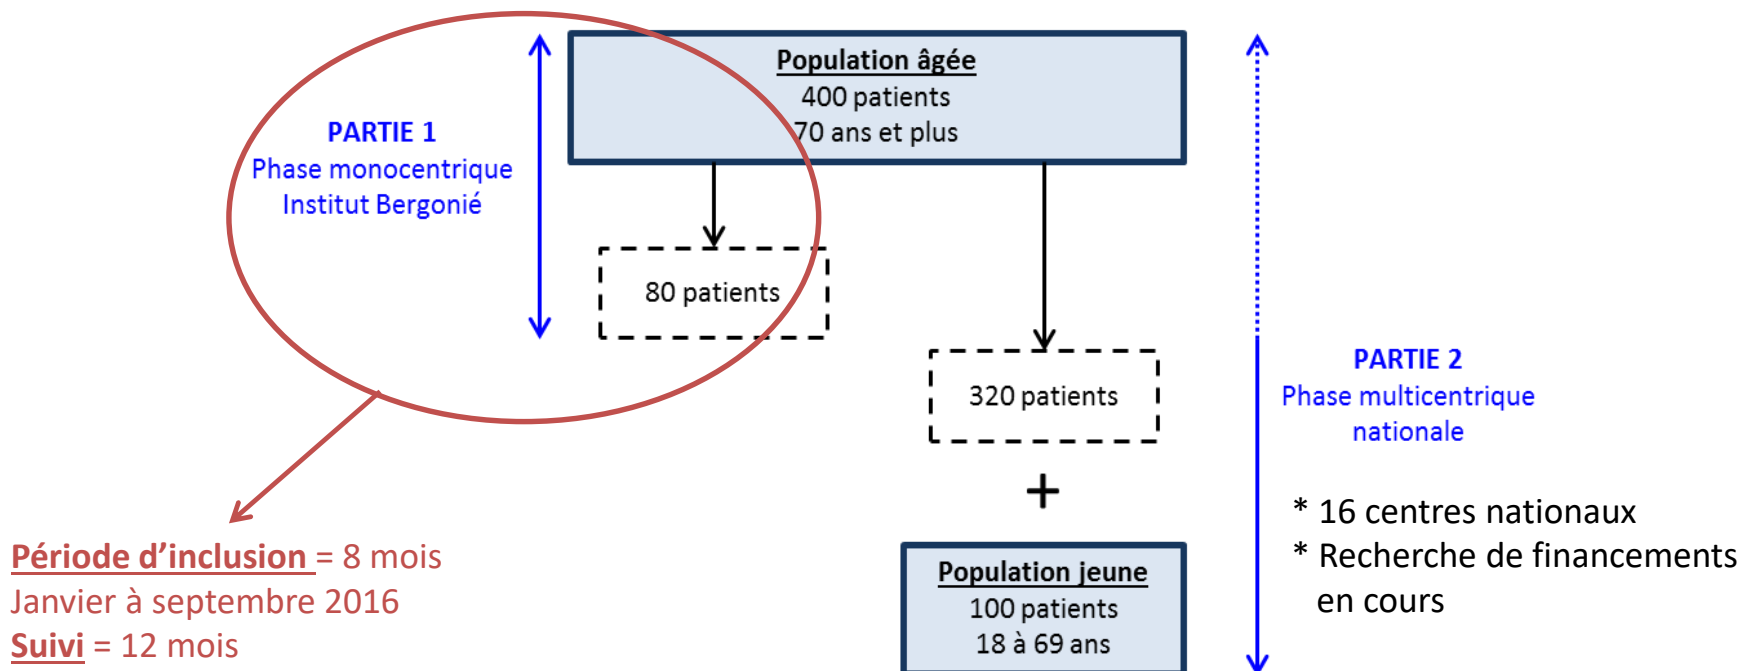 Population âgée
400 patients
70 ans et plus
PARTIE 1
Phase monocentrique
Institut Bergonié
80 patients
320 patients
+
PARTIE 2
Phase multicentrique
nationale
* 16 centres nationaux
* Recherche de financements
en cours
Population jeune
100 patients
18 à 69 ans
Période d’inclusion = 8 mois
Janvier à septembre 2016
Suivi = 12 mois